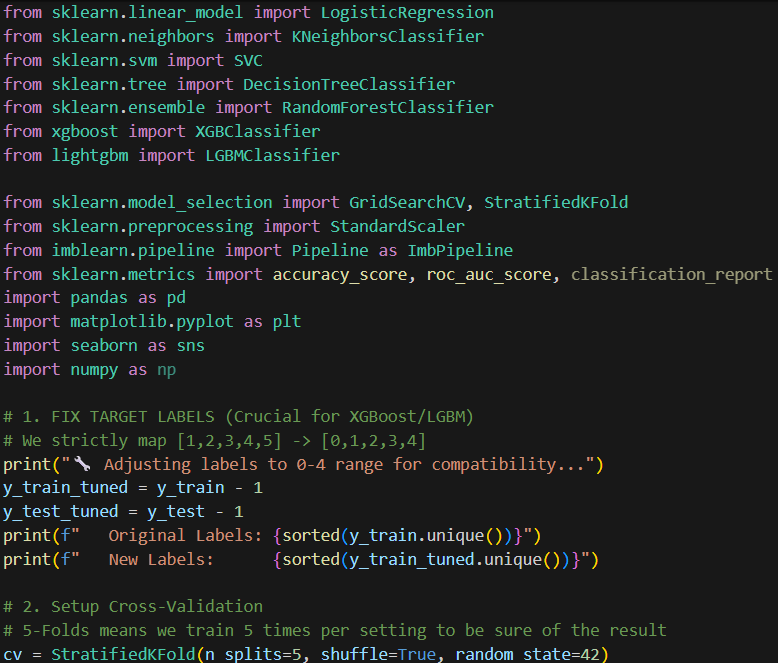 from sklearn.linear_model import LogisticRegression
from sklearn.neighbors import KNeighborsClassifier
from sklearn.svm import SVC
from sklearn.tree import DecisionTreeClassifier
from sklearn.ensemble import RandomForestClassifier
from xgboost import XGBClassifier
from lightgbm import LGBMClassifier

from sklearn.model_selection import GridSearchCV, StratifiedKFold
from sklearn.preprocessing import StandardScaler
from imblearn.pipeline import Pipeline as ImbPipeline
from sklearn.metrics import accuracy_score, roc_auc_score, classification_report
import pandas as pd
import matplotlib.pyplot as plt
import seaborn as sns
import numpy as np

# 1. FIX TARGET LABELS (Crucial for XGBoost/LGBM)
# We strictly map [1,2,3,4,5] -> [0,1,2,3,4]
print("🔧 Adjusting labels to 0-4 range for compatibility...")
y_train_tuned = y_train - 1
y_test_tuned = y_test - 1
print(f"   Original Labels: {sorted(y_train.unique())}")
print(f"   New Labels:      {sorted(y_train_tuned.unique())}")

# 2. Setup Cross-Validation
# 5-Folds means we train 5 times per setting to be sure of the result
cv = StratifiedKFold(n_splits=5, shuffle=True, random_state=42)